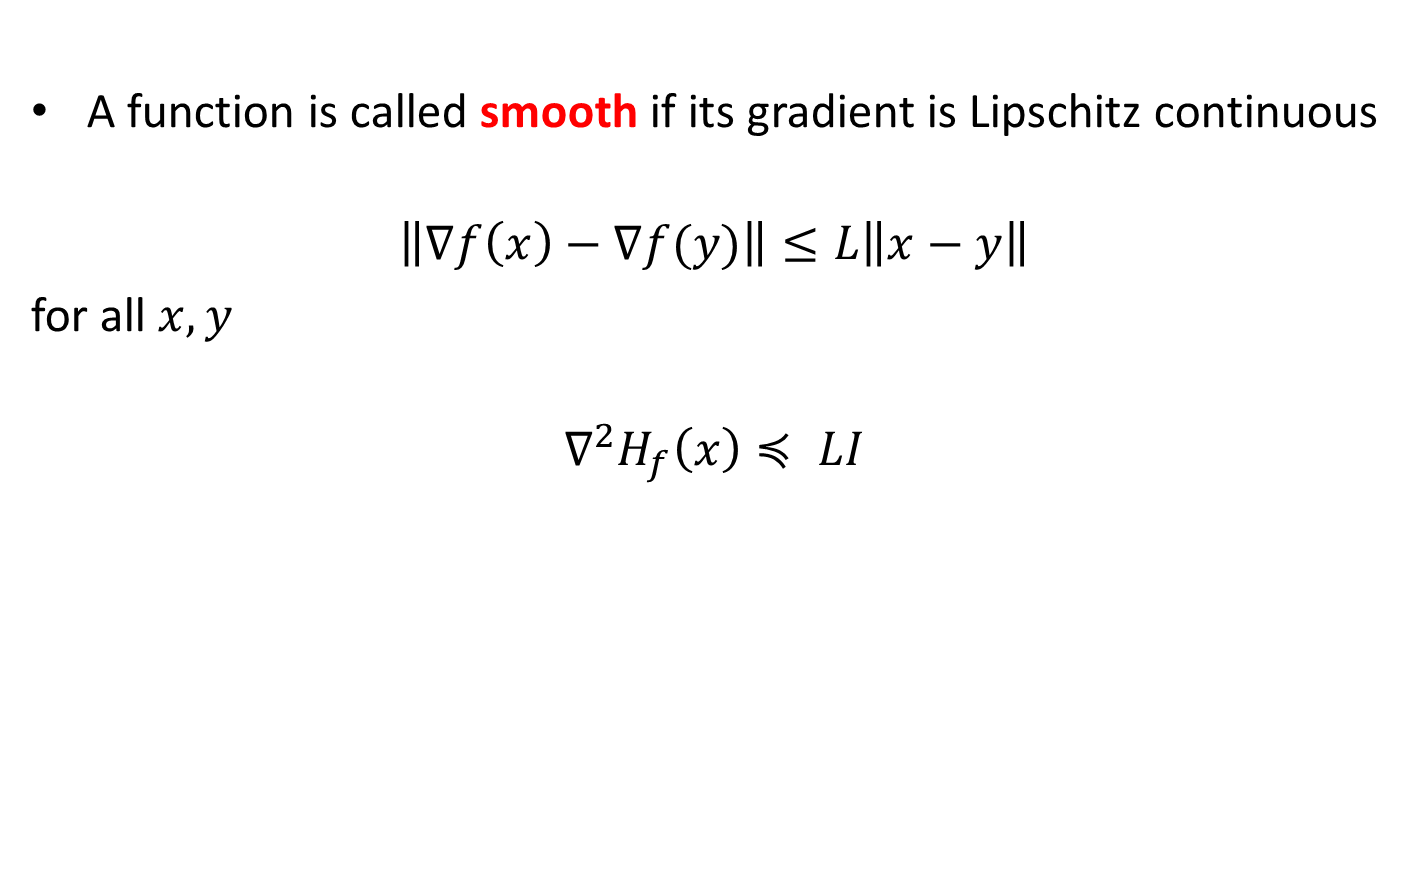 • A function is called smooth if its gradient is Lipschitz continuous
‖∇f(x) − ∇f(y)‖ ≤ L‖x − y‖
for all x, y
∇²H_f(x) ≼ LI